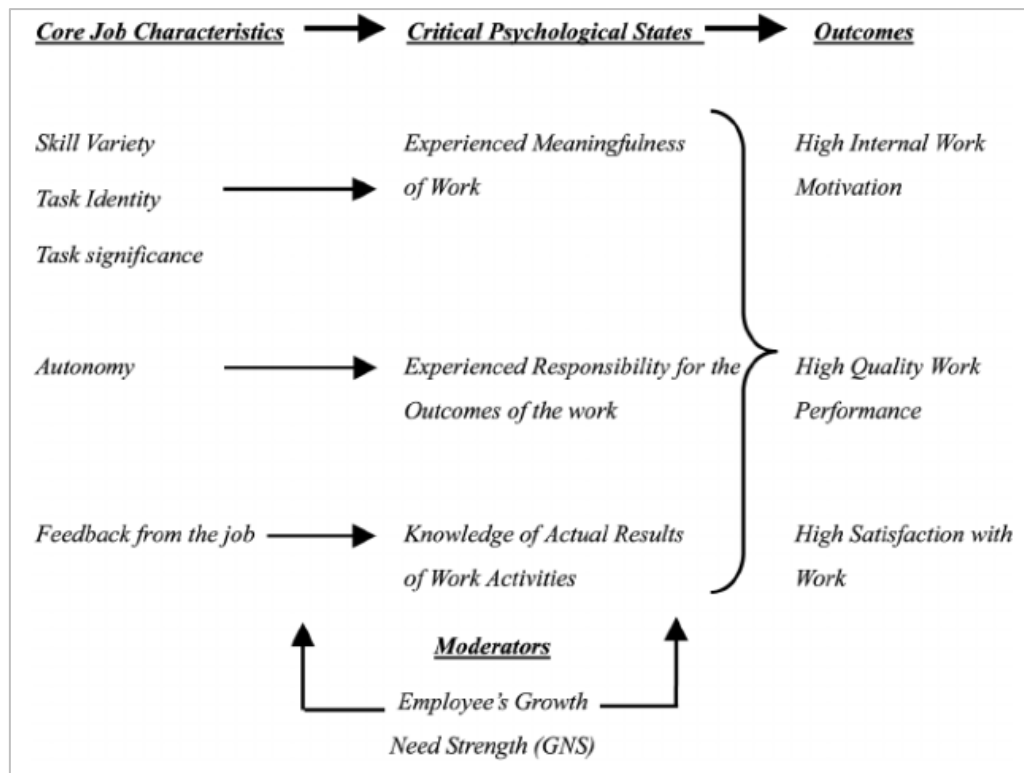 Core Job Characteristics Critical Psychological States Outcomes
Skill Variety
Task Identity
Task significance
Experienced Meaningfulness
of Work
High Internal Work
Motivation
Autonomy
Experienced Responsibility for the
Outcomes of the work
High Quality Work
Performance
Feedback from the job
Knowledge of Actual Results
of Work Activities
High Satisfaction with
Work
Moderators
Employee's Growth
Need Strength (GNS)